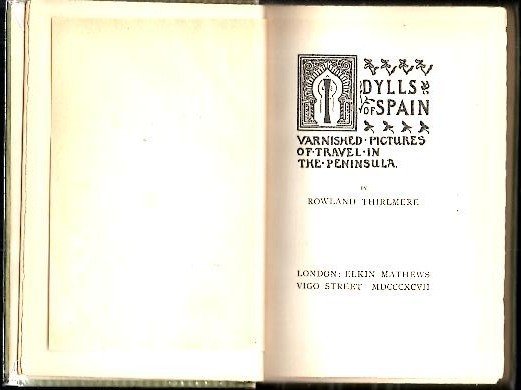 IDYLLS
OF SPAIN
VARNISHED · PICTURES
OF · TRAVEL · IN
THE · PENINSULA.
BY
ROWLAND THIRLMERE
LONDON: ELKIN MATHEWS
VIGO STREET MDCCCXCVII